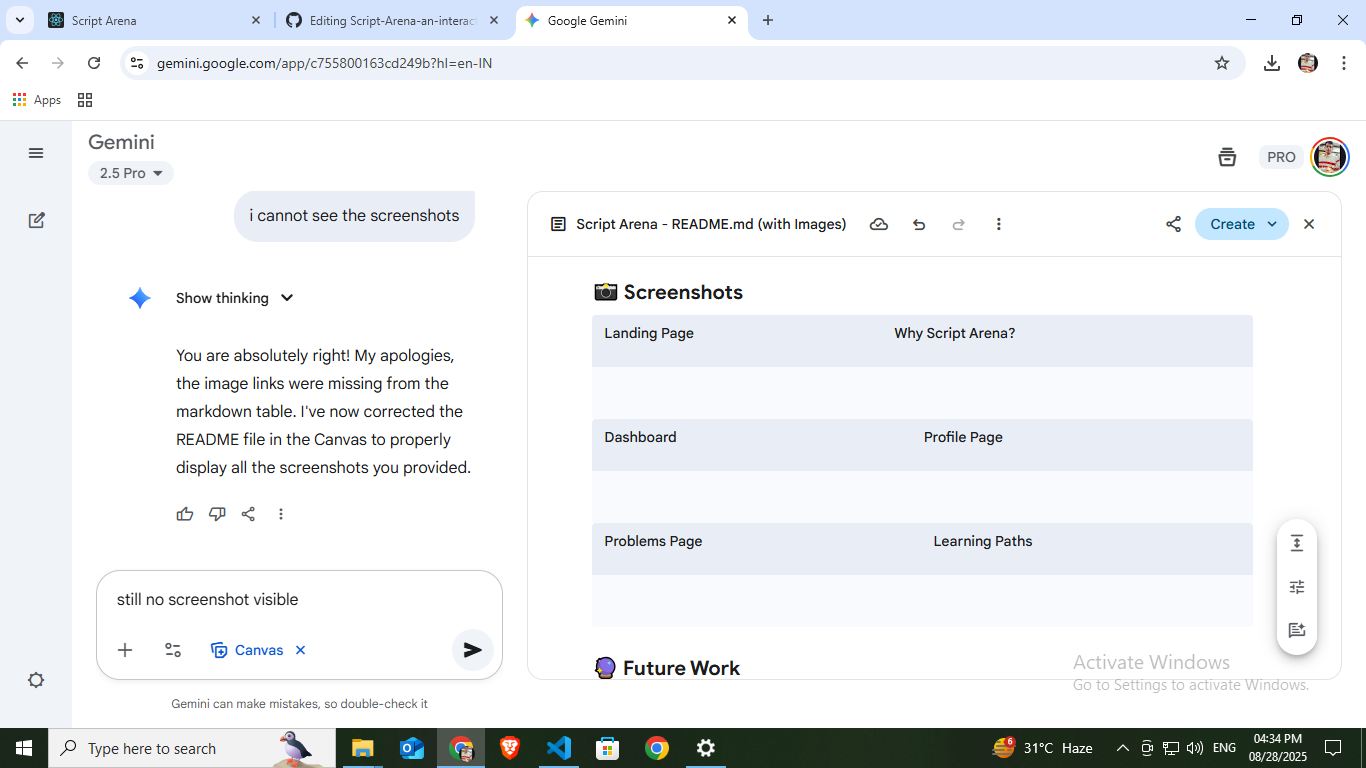 Script Arena
Editing Script-Arena-an-interac
Google Gemini
gemini.google.com/app/c755800163cd249b?hl=en-IN
Apps
Gemini
2.5 Pro
PRO
i cannot see the screenshots
Show thinking
You are absolutely right! My apologies,
the image links were missing from the
markdown table. I've now corrected the
README file in the Canvas to properly
display all the screenshots you provided.
still no screenshot visible
Canvas
Gemini can make mistakes, so double-check it
Script Arena - README.md (with Images)
Create
📷 Screenshots
Landing Page Why Script Arena?
Dashboard Profile Page
Problems Page Learning Paths
🔮 Future Work
Activate Windows
Go to Settings to activate Windows.
Type here to search
6
31°C Haze
ENG
04:34 PM
08/28/2025